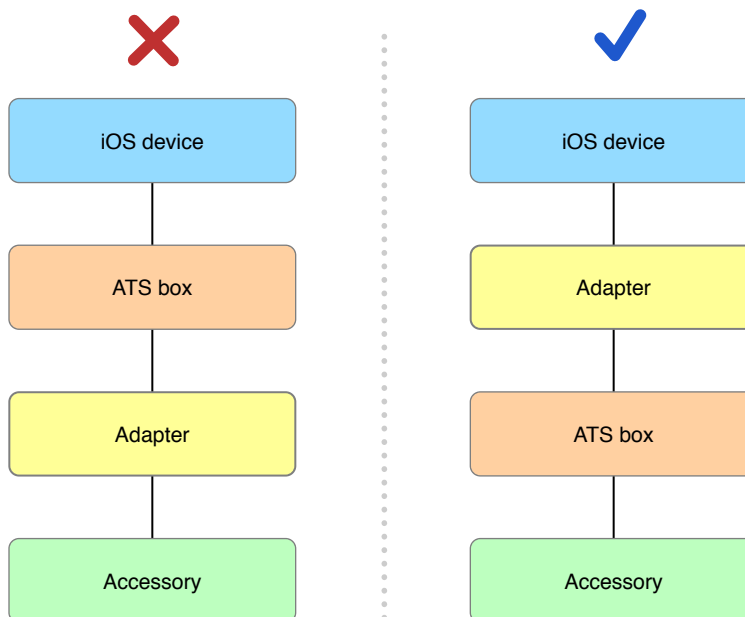 iOS device
ATS box
Adapter
Accessory
iOS device
Adapter
ATS box
Accessory